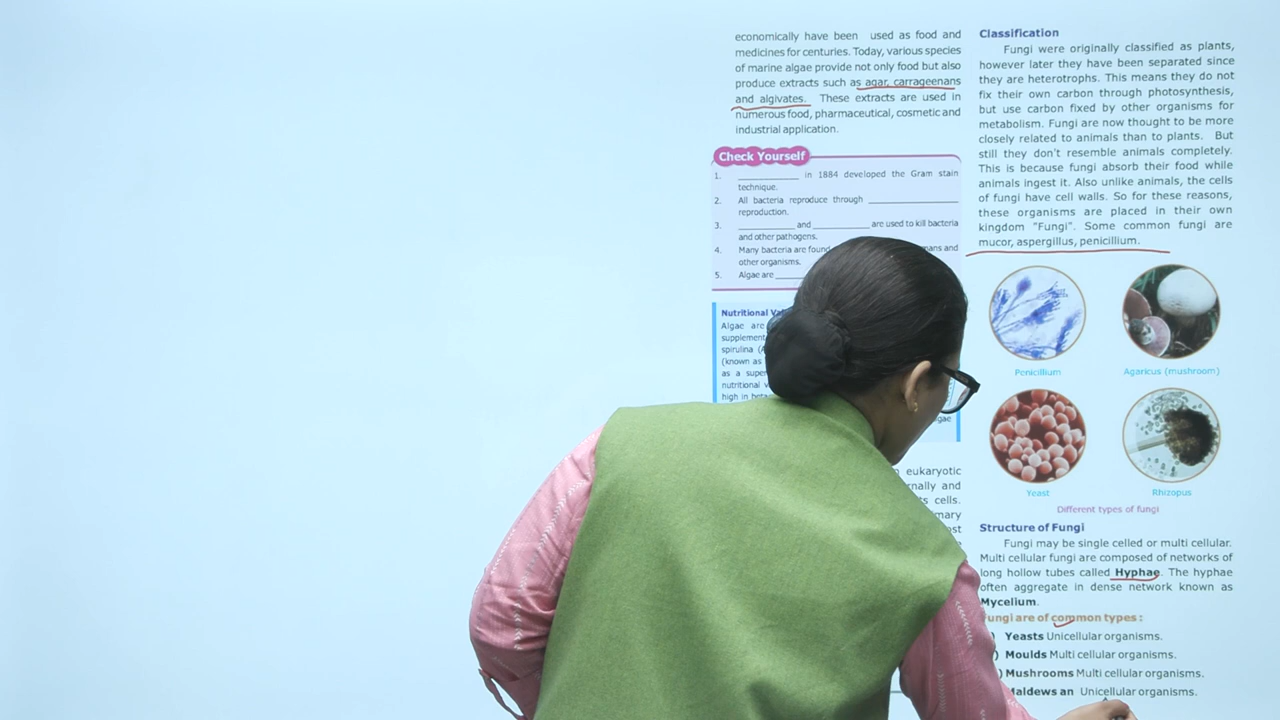 economically have been used as food and
medicines for centuries. Today, various species
of marine algae provide not only food but also
produce extracts such as agar, carrageenans
and algivates. These extracts are used in
numerous food, pharmaceutical, cosmetic and
industrial application.
Check Yourself
1. __________ in 1884 developed the Gram stain
technique.
2. All bacteria reproduce through __________
reproduction.
3. __________ and __________ are used to kill bacteria
and other pathogens.
4. Many bacteria are found and
other organisms.
5. Algae are
Nutritional
Algae are
supplement
spirulina
(known as
as a
nutritional
high in
eukaryotic
and
cells.
Classification
Fungi were originally classified as plants,
however later they have been separated since
they are heterotrophs. This means they do not
fix their own carbon through photosynthesis,
but use carbon fixed by other organisms for
metabolism. Fungi are now thought to be more
closely related to animals than to plants. But
still they don't resemble animals completely.
This is because fungi absorb their food while
animals ingest it. Also unlike animals, the cells
of fungi have cell walls. So for these reasons,
these organisms are placed in their own
kingdom "Fungi". Some common fungi are
mucor, aspergillus, penicillium.
Penicillium Agaricus (mushroom)
Yeast Rhizopus
Different types of fungi
Structure of Fungi
Fungi may be single celled or multi cellular.
Multi cellular fungi are composed of networks of
long hollow tubes called Hyphae. The hyphae
often aggregate in dense network known as
Mycelium.
Fungi are of common types :
Yeasts Unicellular organisms.
Moulds Multi cellular organisms.
Mushrooms Multi cellular organisms.
Maldews an Unicellular organisms.